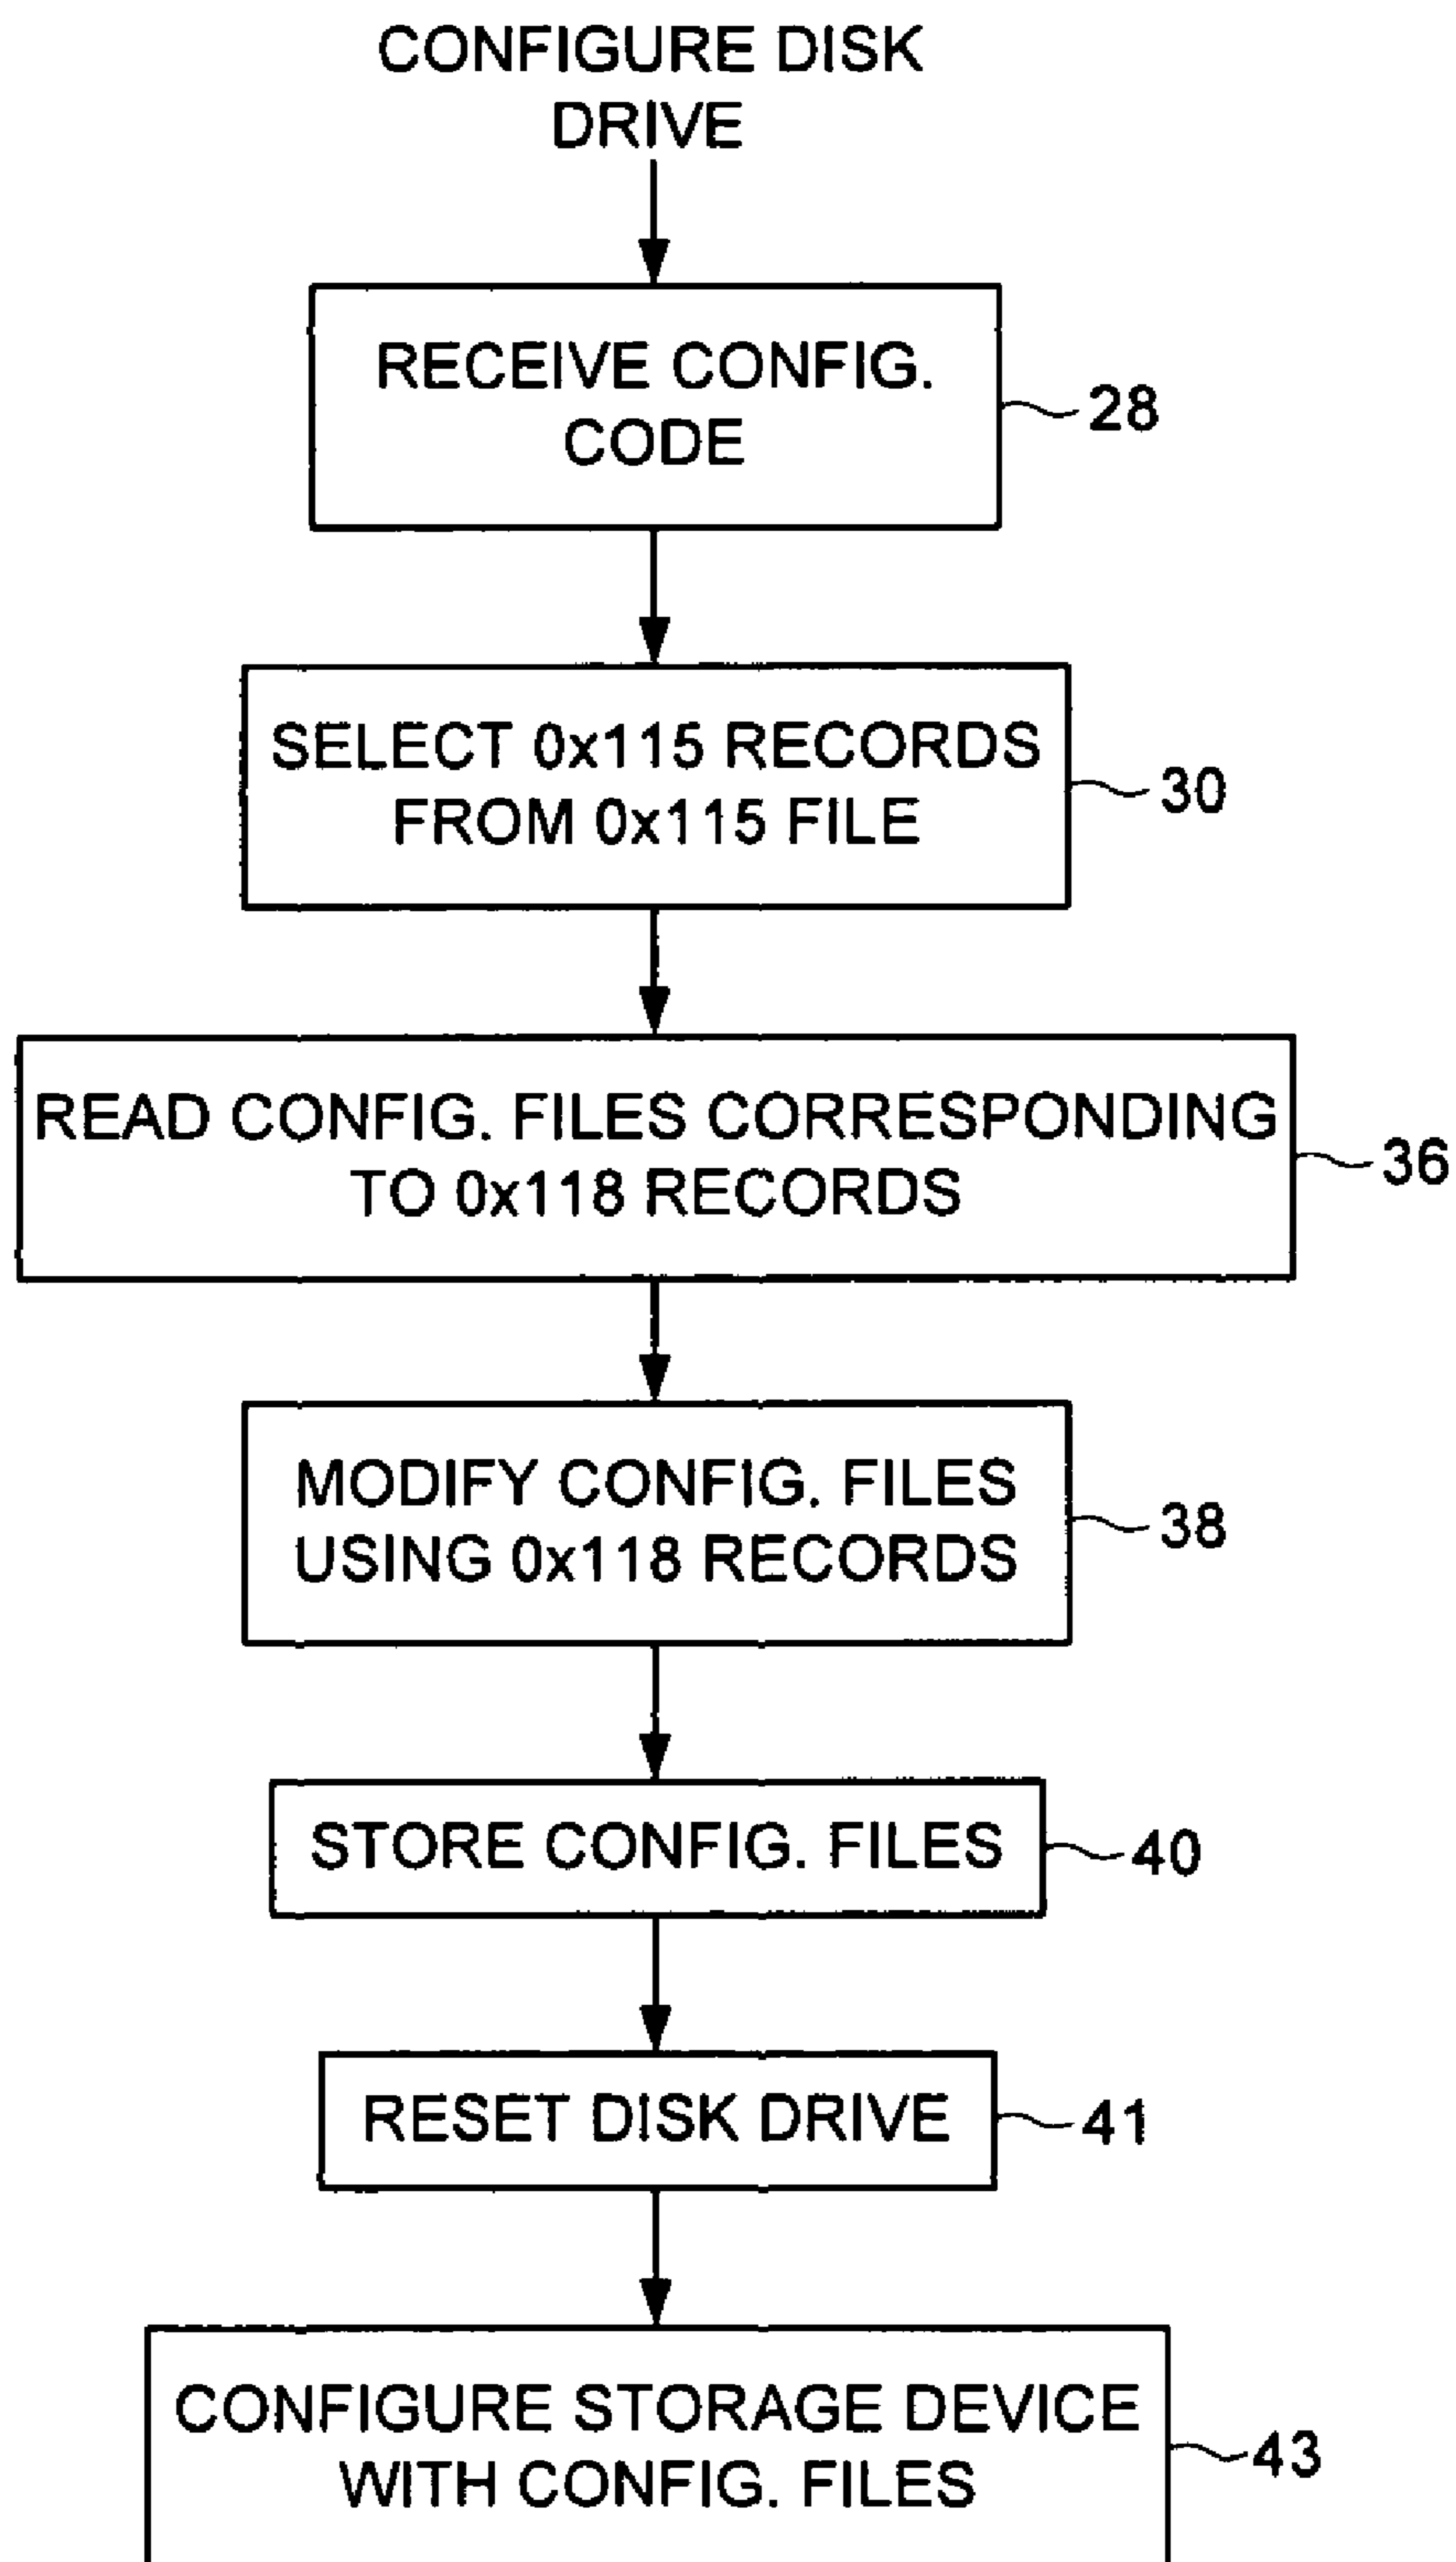 CONFIGURE DISK
DRIVE
RECEIVE CONFIG.
CODE
28
SELECT 0x115 RECORDS
FROM 0x115 FILE
30
READ CONFIG. FILES CORRESPONDING
TO 0x118 RECORDS
36
MODIFY CONFIG. FILES
USING 0x118 RECORDS
38
STORE CONFIG. FILES
40
RESET DISK DRIVE
41
CONFIGURE STORAGE DEVICE
WITH CONFIG. FILES
43